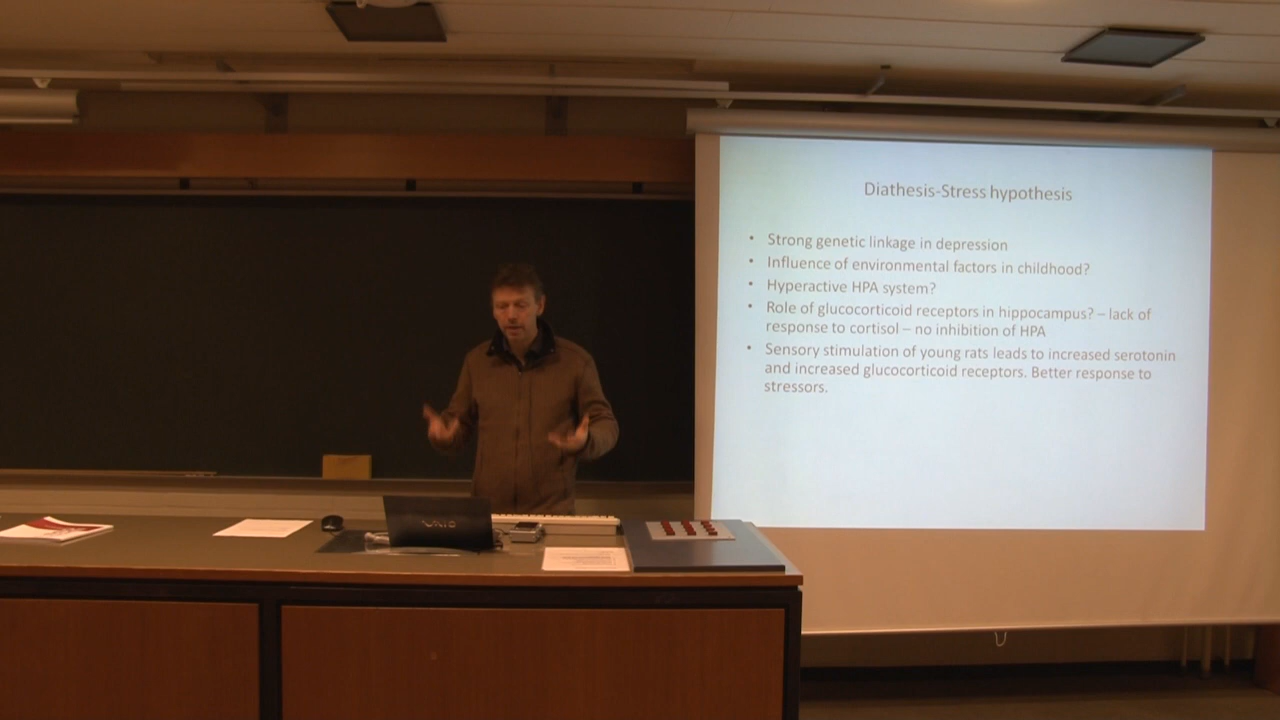 Diathesis-Stress hypothesis
• Strong genetic linkage in depression
• Influence of environmental factors in childhood?
• Hyperactive HPA system?
• Role of glucocorticoid receptors in hippocampus? – lack of
response to cortisol – no inhibition of HPA
• Sensory stimulation of young rats leads to increased serotonin
and increased glucocorticoid receptors. Better response to
stressors.
VAIO